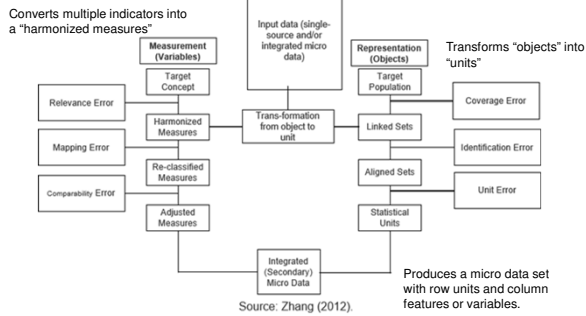 Converts multiple indicators into
a “harmonized measures”
Input data (single-
source and/or
integrated micro
data)
Measurement
(Variables)
Representation
(Objects)
Transforms “objects” into
“units”
Target
Concept
Target
Population
Relevance Error
Coverage Error
Harmonized
Measures
Trans-formation
from object to
unit
Linked Sets
Mapping Error
Identification Error
Re-classified
Measures
Aligned Sets
Comparability Error
Unit Error
Adjusted
Measures
Statistical
Units
Integrated
(Secondary)
Micro Data
Produces a micro data set
with row units and column
features or variables.
Source: Zhang (2012).